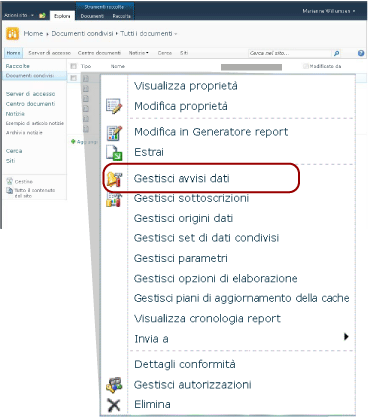 Strumenti raccolta
Marianne Willumsen
Azioni sito
Esplora
Documenti
Raccolta
Home › Documenti condivisi › Tutti i documenti
Home
Server di accesso
Centro documenti
Notizie
Cerca
Siti
Cerca nel sito...
Raccolte
Documenti condivisi
Server di accesso
Centro documenti
Notizie
Esempio di articolo notizie
Archivio notizie
Cerca
Siti
Cestino
Tutto il contenuto
del sito
Tipo
Nome
Modificato da
Visualizza proprietà
Modifica proprietà
Modifica in Generatore report
Estrai
Gestisci avvisi dati
Gestisci sottoscrizioni
Gestisci origini dati
Gestisci set di dati condivisi
Gestisci parametri
Gestisci opzioni di elaborazione
Gestisci piani di aggiornamento della cache
Visualizza cronologia report
Invia a
Dettagli conformità
Gestisci autorizzazioni
Elimina